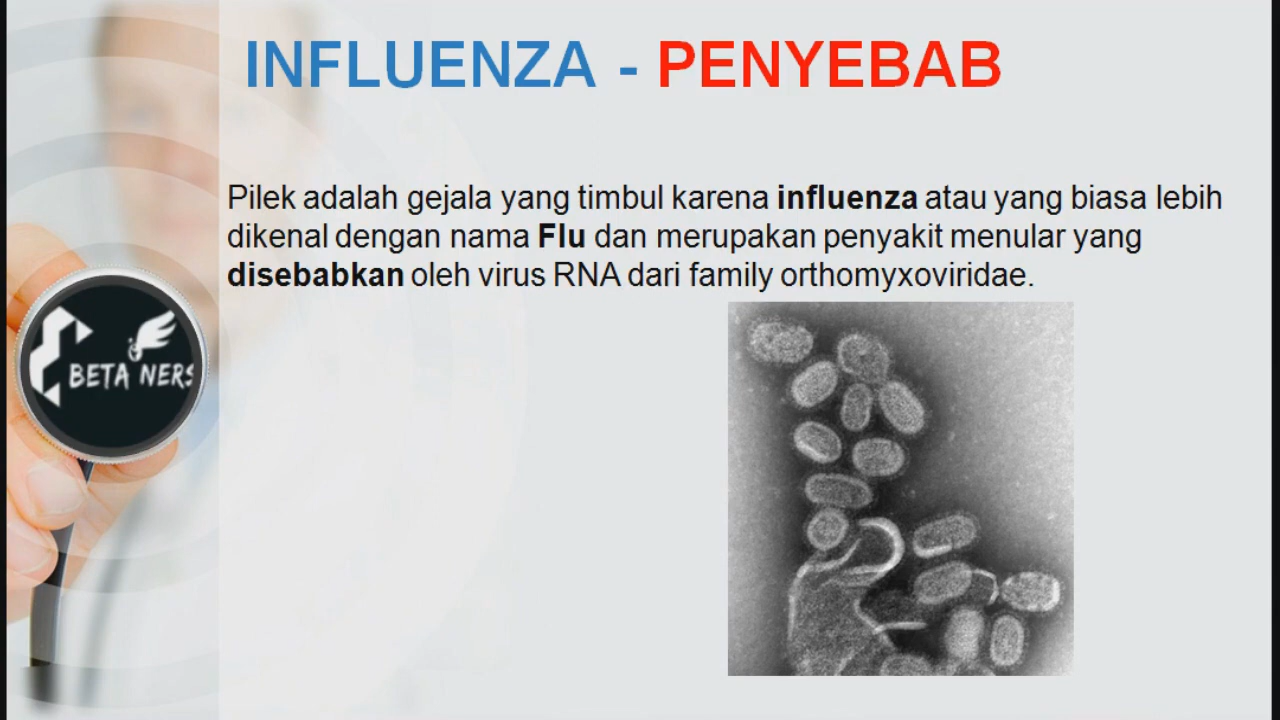 INFLUENZA - PENYEBAB
Pilek adalah gejala yang timbul karena influenza atau yang biasa lebih
dikenal dengan nama Flu dan merupakan penyakit menular yang
disebabkan oleh virus RNA dari family orthomyxoviridae.
BETA NERS